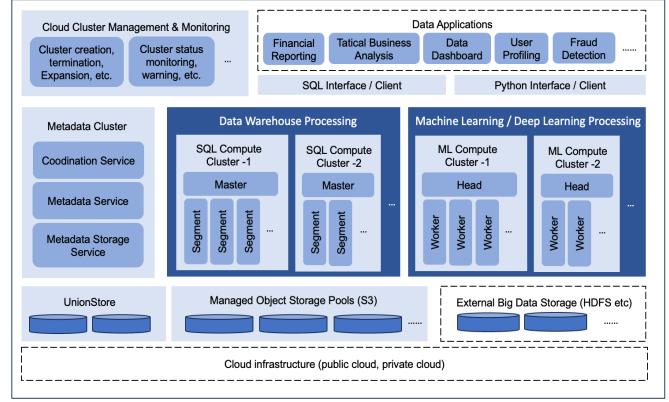 Cloud Cluster Management & Monitoring
Cluster creation,
termination,
Expansion, etc.
Cluster status
monitoring,
warning, etc.
...
Data Applications
Financial
Reporting
Tatical Business
Analysis
Data
Dashboard
User
Profiling
Fraud
Detection
......
SQL Interface / Client
Python Interface / Client
Metadata Cluster
Coodination Service
Metadata Service
Metadata Storage
Service
Data Warehouse Processing
SQL Compute
Cluster -1
Master
Segment
Segment
Segment
...
SQL Compute
Cluster -2
Master
Segment
Segment
...
...
Machine Learning / Deep Learning Processing
ML Compute
Cluster -1
Head
Worker
Worker
Worker
...
ML Compute
Cluster -2
Head
Worker
Worker
...
...
UnionStore
Managed Object Storage Pools (S3)
......
External Big Data Storage (HDFS etc)
......
Cloud infrastructure (public cloud, private cloud)